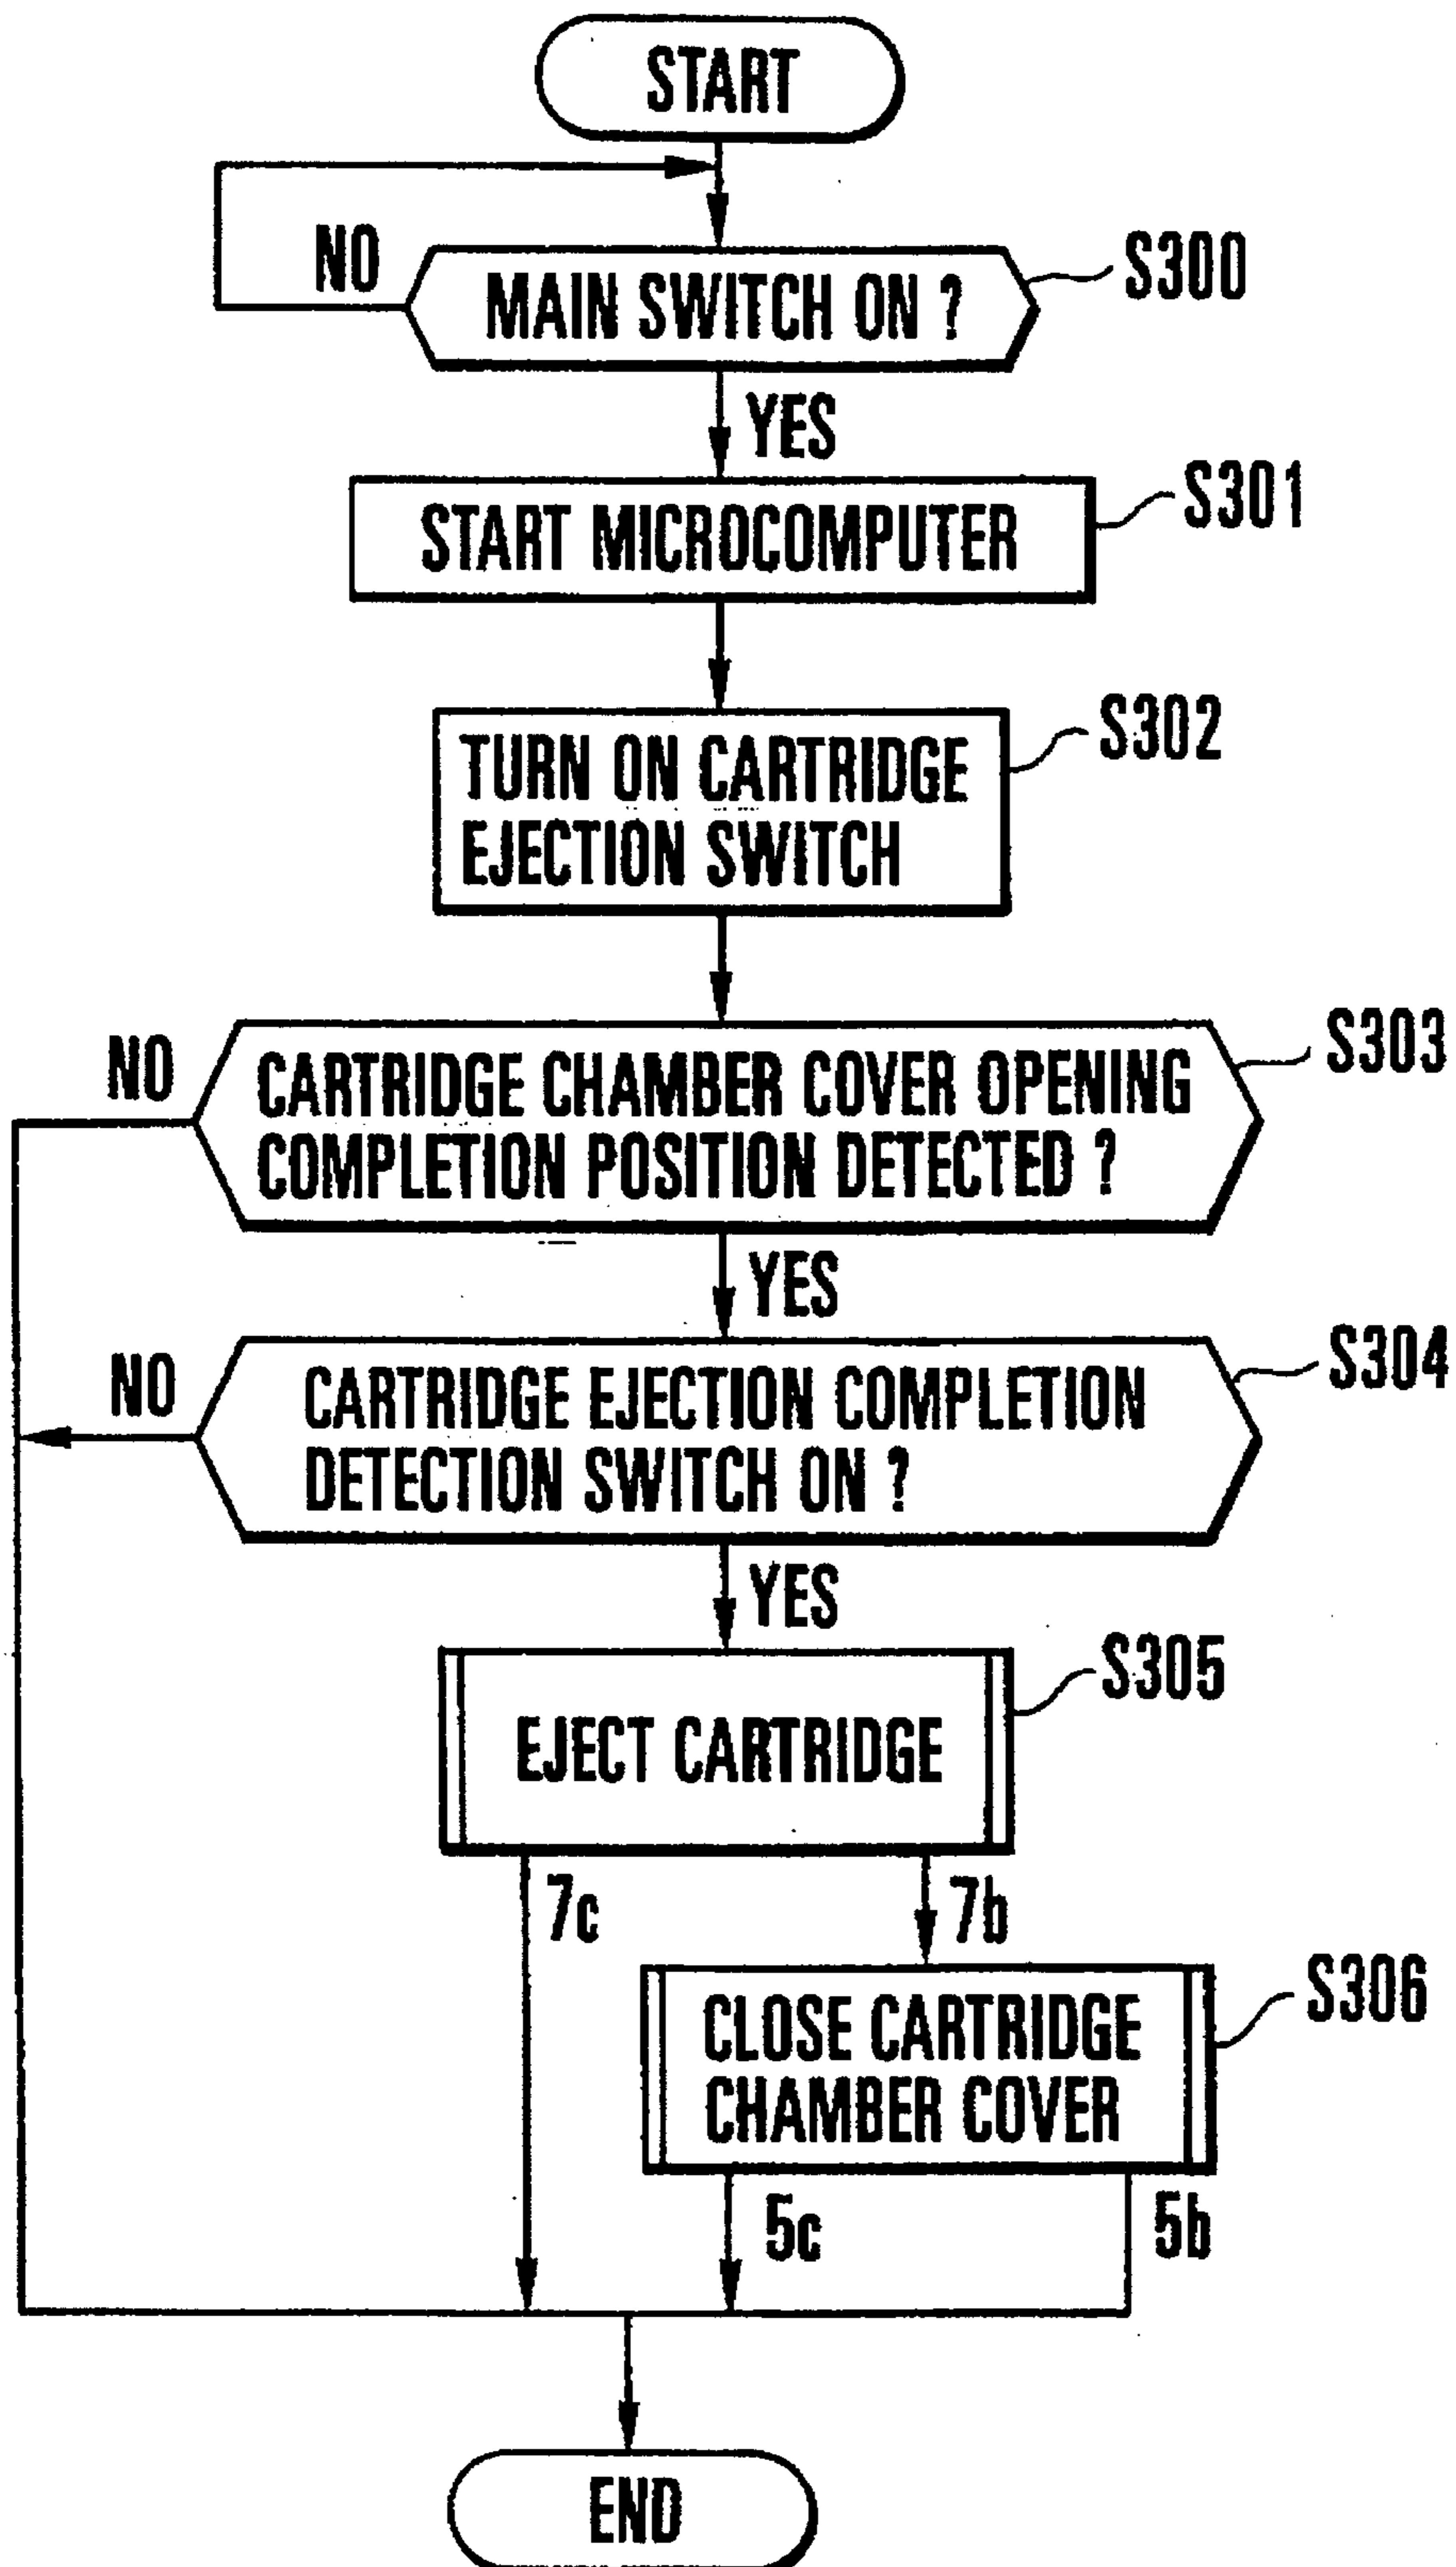 START
NO
MAIN SWITCH ON ?
S300
YES
START MICROCOMPUTER
S301
TURN ON CARTRIDGE
EJECTION SWITCH
S302
NO
CARTRIDGE CHAMBER COVER OPENING
COMPLETION POSITION DETECTED ?
S303
YES
NO
CARTRIDGE EJECTION COMPLETION
DETECTION SWITCH ON ?
S304
YES
EJECT CARTRIDGE
S305
7c
7b
CLOSE CARTRIDGE
CHAMBER COVER
S306
5c
5b
END